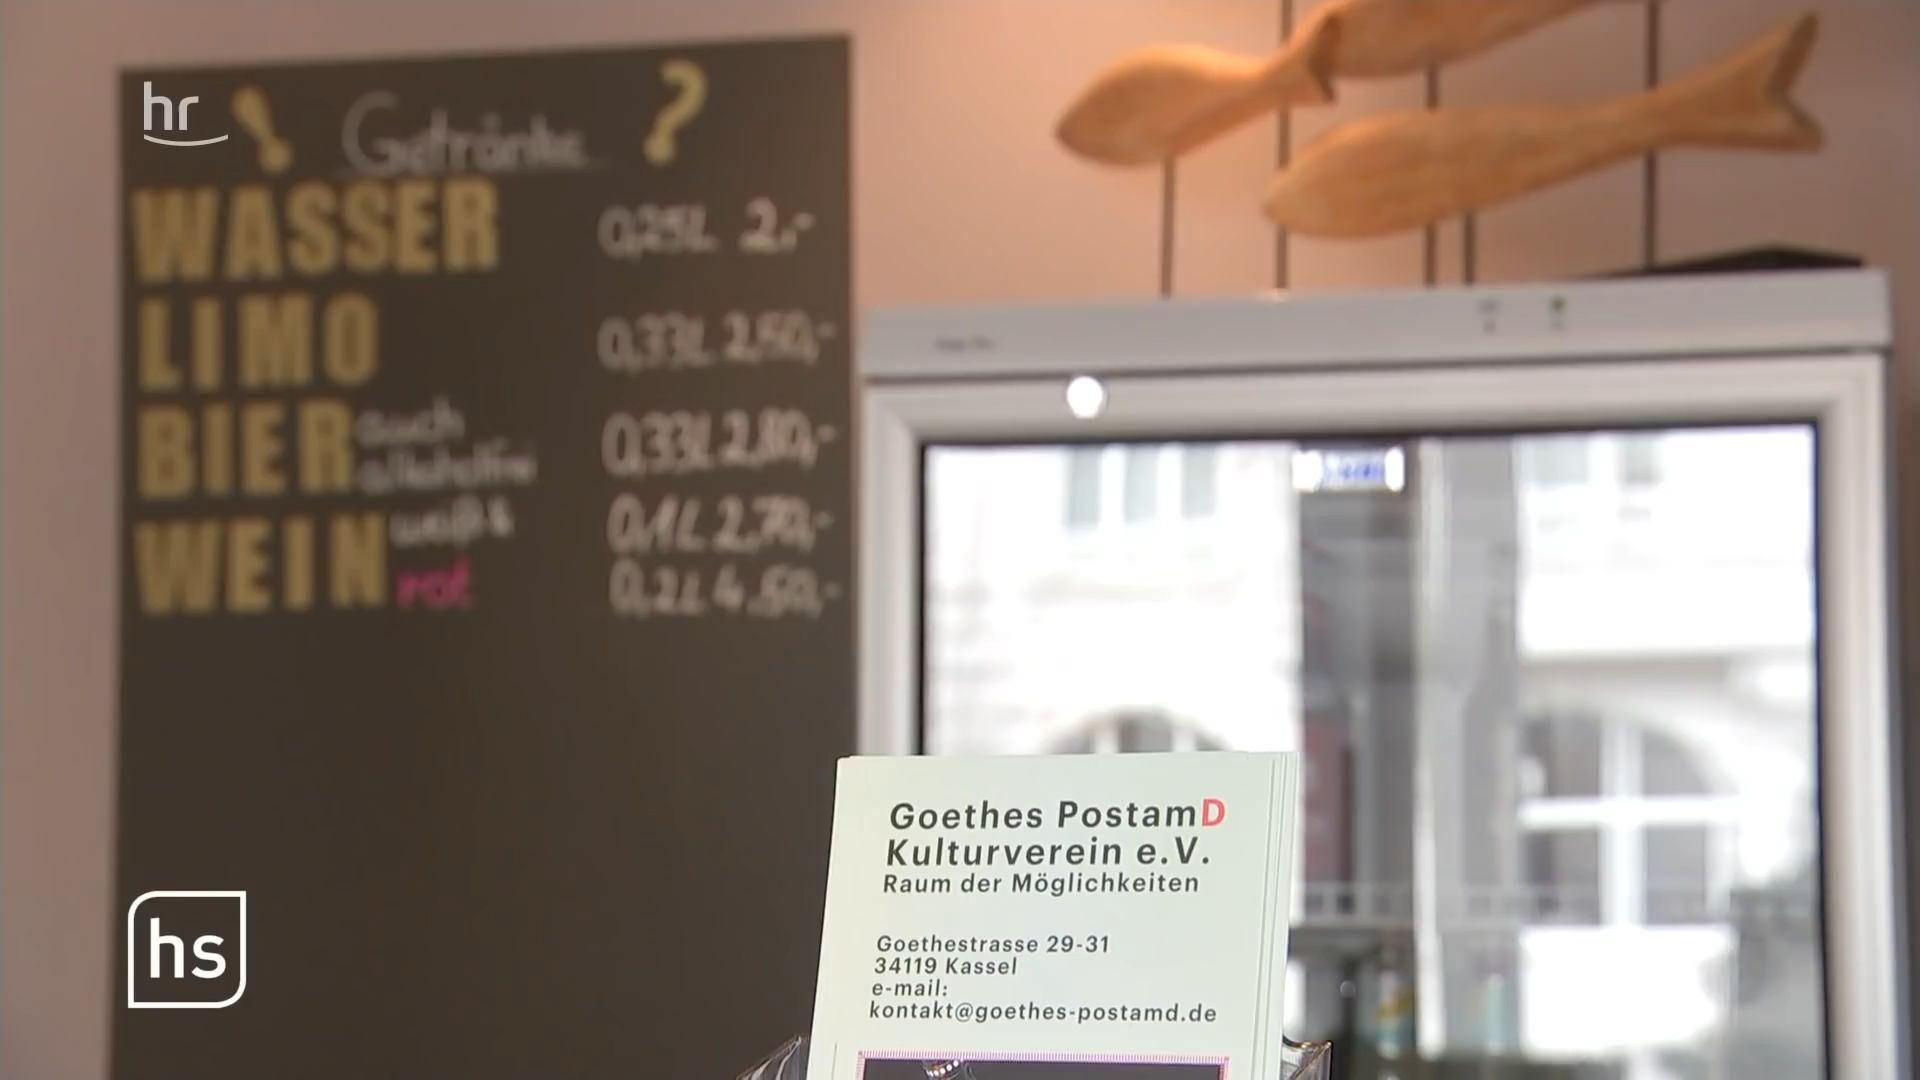 hr
! Getränke ?
WASSER 0,25L 2,-
LIMO 0,33L 2,50,-
BIER auch alkoholfrei 0,33L 2,80,-
WEIN weiß & 0,1L 2,70,-
rot 0,2L 4,50,-
Goethes PostamD
Kulturverein e.V.
Raum der Möglichkeiten
Goethestrasse 29-31
34119 Kassel
e-mail:
kontakt@goethes-postamd.de
hs